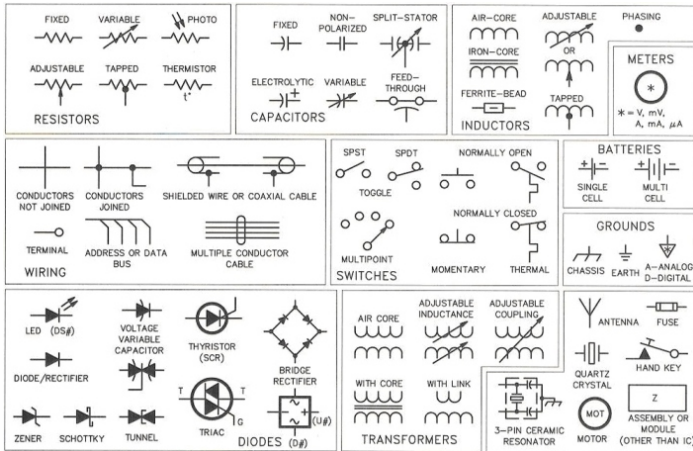 FIXED
VARIABLE
PHOTO
ADJUSTABLE
TAPPED
THERMISTOR
t°
RESISTORS
FIXED
NON-
POLARIZED
SPLIT-STATOR
ELECTROLYTIC
+
VARIABLE
FEED-
THROUGH
CAPACITORS
AIR-CORE
ADJUSTABLE
PHASING
IRON-CORE
OR
FERRITE-BEAD
TAPPED
INDUCTORS
METERS
*
*= V, mV,
A, mA, µA
CONDUCTORS
NOT JOINED
CONDUCTORS
JOINED
SHIELDED WIRE OR COAXIAL CABLE
TERMINAL
ADDRESS OR DATA
BUS
MULTIPLE CONDUCTOR
CABLE
WIRING
SPST
SPDT
NORMALLY OPEN
TOGGLE
NORMALLY CLOSED
MULTIPOINT
MOMENTARY
THERMAL
SWITCHES
BATTERIES
+ -
+ -
SINGLE
CELL
MULTI
CELL
GROUNDS
CHASSIS
EARTH
A-ANALOG
D-DIGITAL
LED (DS#)
VOLTAGE
VARIABLE
CAPACITOR
THYRISTOR
(SCR)
BRIDGE
RECTIFIER
DIODE/RECTIFIER
T
T
G
+
~
-
(U#)
(D#)
ZENER
SCHOTTKY
TUNNEL
TRIAC
DIODES
AIR CORE
ADJUSTABLE
INDUCTANCE
ADJUSTABLE
COUPLING
WITH CORE
WITH LINK
TRANSFORMERS
ANTENNA
FUSE
QUARTZ
CRYSTAL
HAND KEY
3-PIN CERAMIC
RESONATOR
MOT
MOTOR
Z
ASSEMBLY OR
MODULE
(OTHER THAN IC)